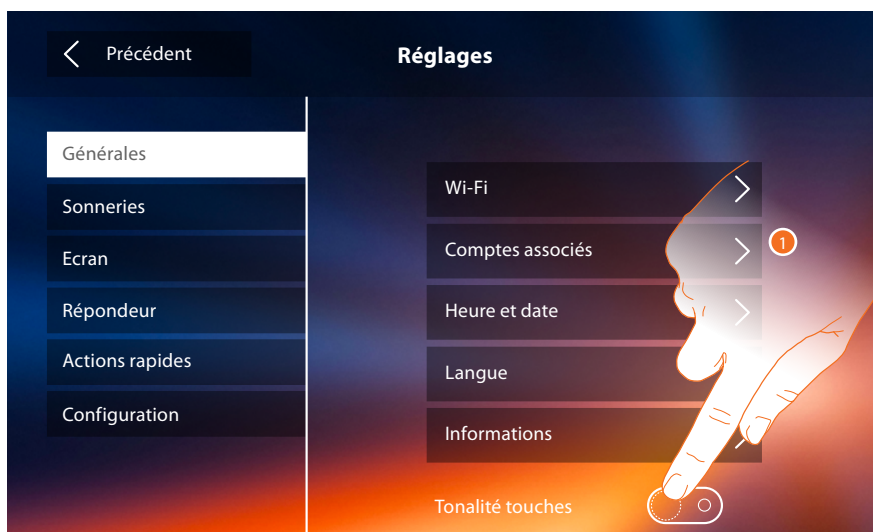 Précédent
Réglages
Générales
Sonneries
Ecran
Répondeur
Actions rapides
Configuration
Wi-Fi
Comptes associés
1
Heure et date
Langue
Informations
Tonalité touches